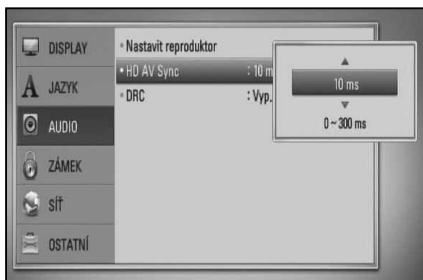 DISPLAY
JAZYK
AUDIO
ZÁMEK
SÍŤ
OSTATNÍ
Nastavit reproduktor
HD AV Sync : 10 m
DRC : Vyp.
10 ms
0 ~ 300 ms